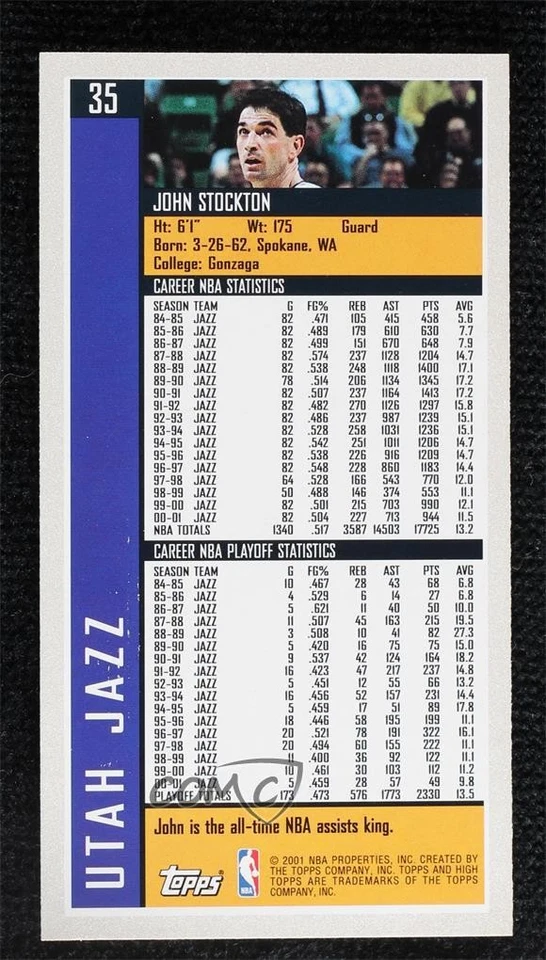 35
JOHN STOCKTON
Ht: 6'1" Wt: 175 Guard
Born: 3-26-62, Spokane, WA
College: Gonzaga
CAREER NBA STATISTICS
SEASON TEAM G FG% REB AST PTS AVG
84-85 JAZZ 82 .471 105 415 458 5.6
85-86 JAZZ 82 .489 179 610 630 7.7
86-87 JAZZ 82 .499 151 670 648 7.9
87-88 JAZZ 82 .574 237 1128 1204 14.7
88-89 JAZZ 82 .538 248 1118 1400 17.1
89-90 JAZZ 78 .514 206 1134 1345 17.2
90-91 JAZZ 82 .507 237 1164 1413 17.2
91-92 JAZZ 82 .482 270 1126 1297 15.8
92-93 JAZZ 82 .486 237 987 1239 15.1
93-94 JAZZ 82 .528 258 1031 1236 15.1
94-95 JAZZ 82 .542 251 1011 1206 14.7
95-96 JAZZ 82 .538 226 916 1209 14.7
96-97 JAZZ 82 .548 228 860 1183 14.4
97-98 JAZZ 64 .528 166 543 770 12.0
98-99 JAZZ 50 .488 146 374 553 11.1
99-00 JAZZ 82 .501 215 703 990 12.1
00-01 JAZZ 82 .504 227 713 944 11.5
NBA TOTALS 1340 .517 3587 14503 17725 13.2
CAREER NBA PLAYOFF STATISTICS
SEASON TEAM G FG% REB AST PTS AVG
84-85 JAZZ 10 .467 28 43 68 6.8
85-86 JAZZ 4 .529 6 14 27 6.8
86-87 JAZZ 5 .621 11 40 50 10.0
87-88 JAZZ 11 .507 45 163 215 19.5
88-89 JAZZ 3 .508 10 41 82 27.3
89-90 JAZZ 5 .420 16 75 75 15.0
90-91 JAZZ 9 .537 42 124 164 18.2
91-92 JAZZ 16 .423 47 217 237 14.8
92-93 JAZZ 5 .451 12 55 66 13.2
93-94 JAZZ 16 .456 52 157 231 14.4
94-95 JAZZ 5 .459 17 51 89 17.8
95-96 JAZZ 18 .446 58 195 199 11.1
96-97 JAZZ 20 .521 78 191 322 16.1
97-98 JAZZ 20 .494 60 155 222 11.1
98-99 JAZZ 11 .400 36 92 122 11.1
99-00 JAZZ 10 .461 30 103 112 11.2
00-01 JAZZ 5 .459 28 57 49 9.8
PLAYOFF TOTALS 173 .473 576 1773 2330 13.5
COMC
John is the all-time NBA assists king.
UTAH JAZZ
Topps
NBA
© 2001 NBA PROPERTIES, INC. CREATED BY
THE TOPPS COMPANY, INC. TOPPS AND HIGH
TOPPS ARE TRADEMARKS OF THE TOPPS
COMPANY, INC.